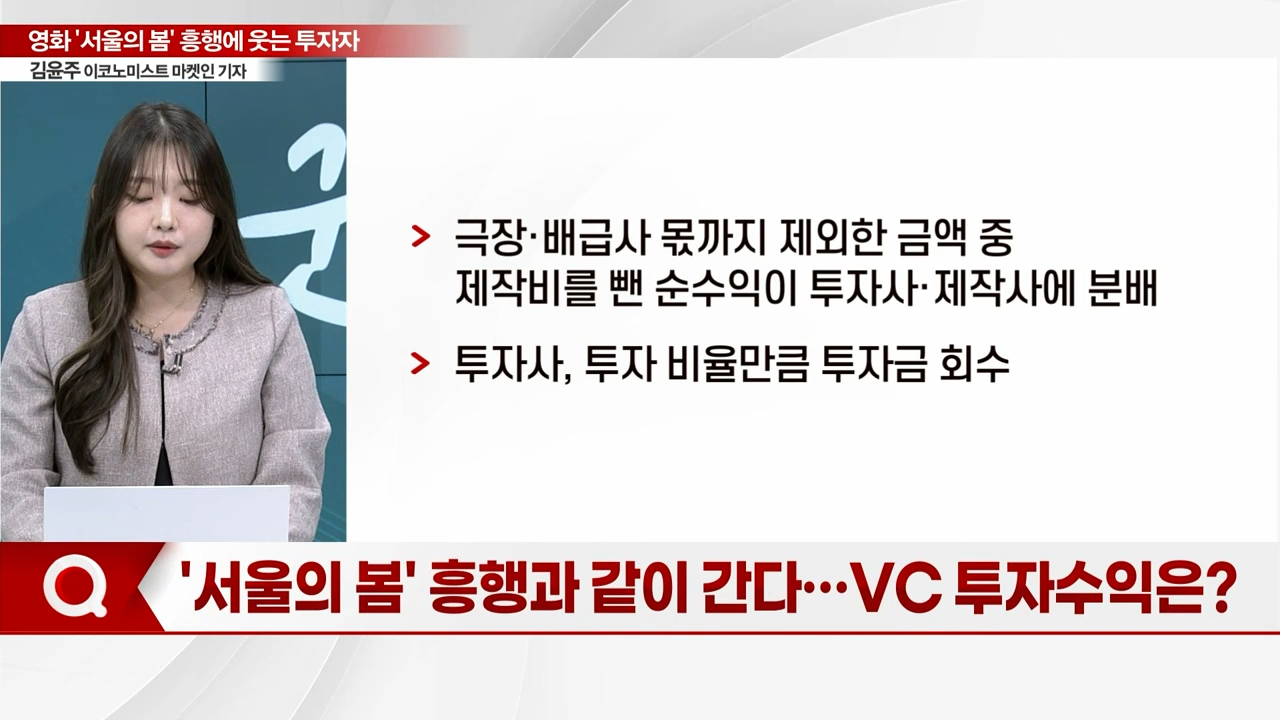 영화 '서울의 봄' 흥행에 웃는 투자자
김윤주 이코노미스트 마켓인 기자
> 극장·배급사 몫까지 제외한 금액 중
제작비를 뺀 순수익이 투자사·제작사에 분배
> 투자사, 투자 비율만큼 투자금 회수
'서울의 봄' 흥행과 같이 간다…VC 투자수익은?